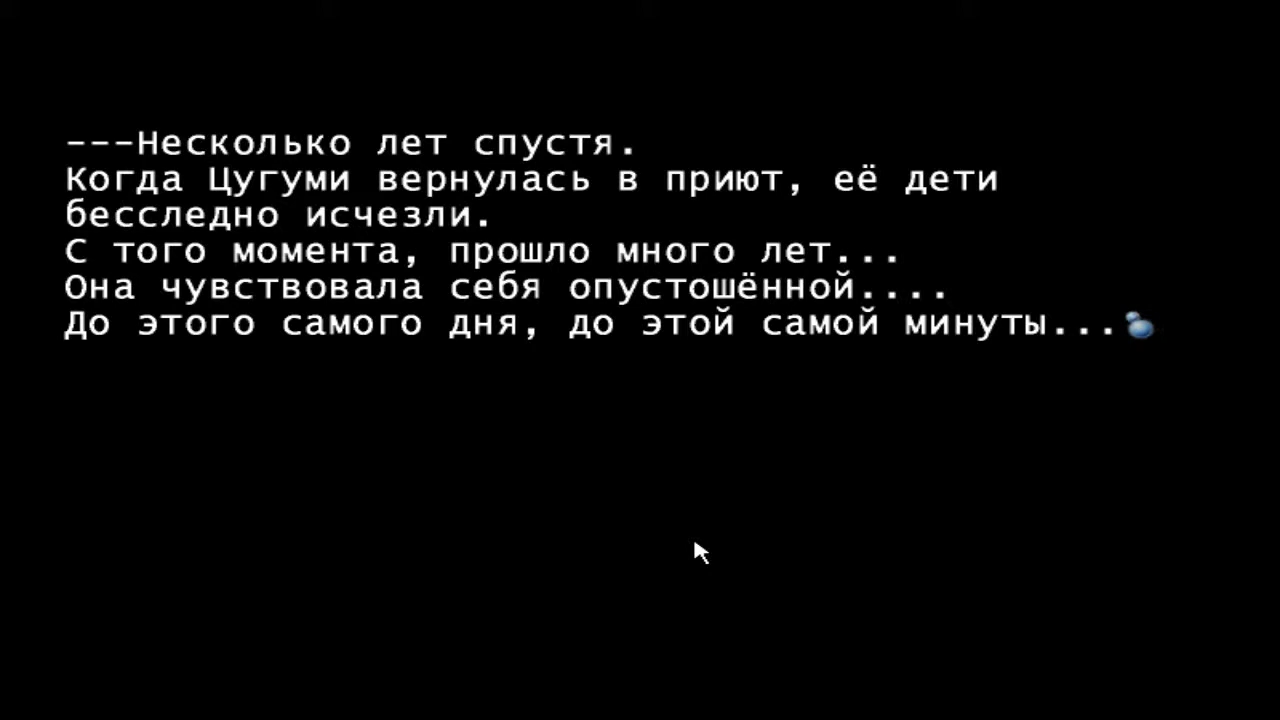 ---Несколько лет спустя.
Когда Цугуми вернулась в приют, её дети
бесследно исчезли.
С того момента, прошло много лет...
Она чувствовала себя опустошённой....
До этого самого дня, до этой самой минуты...